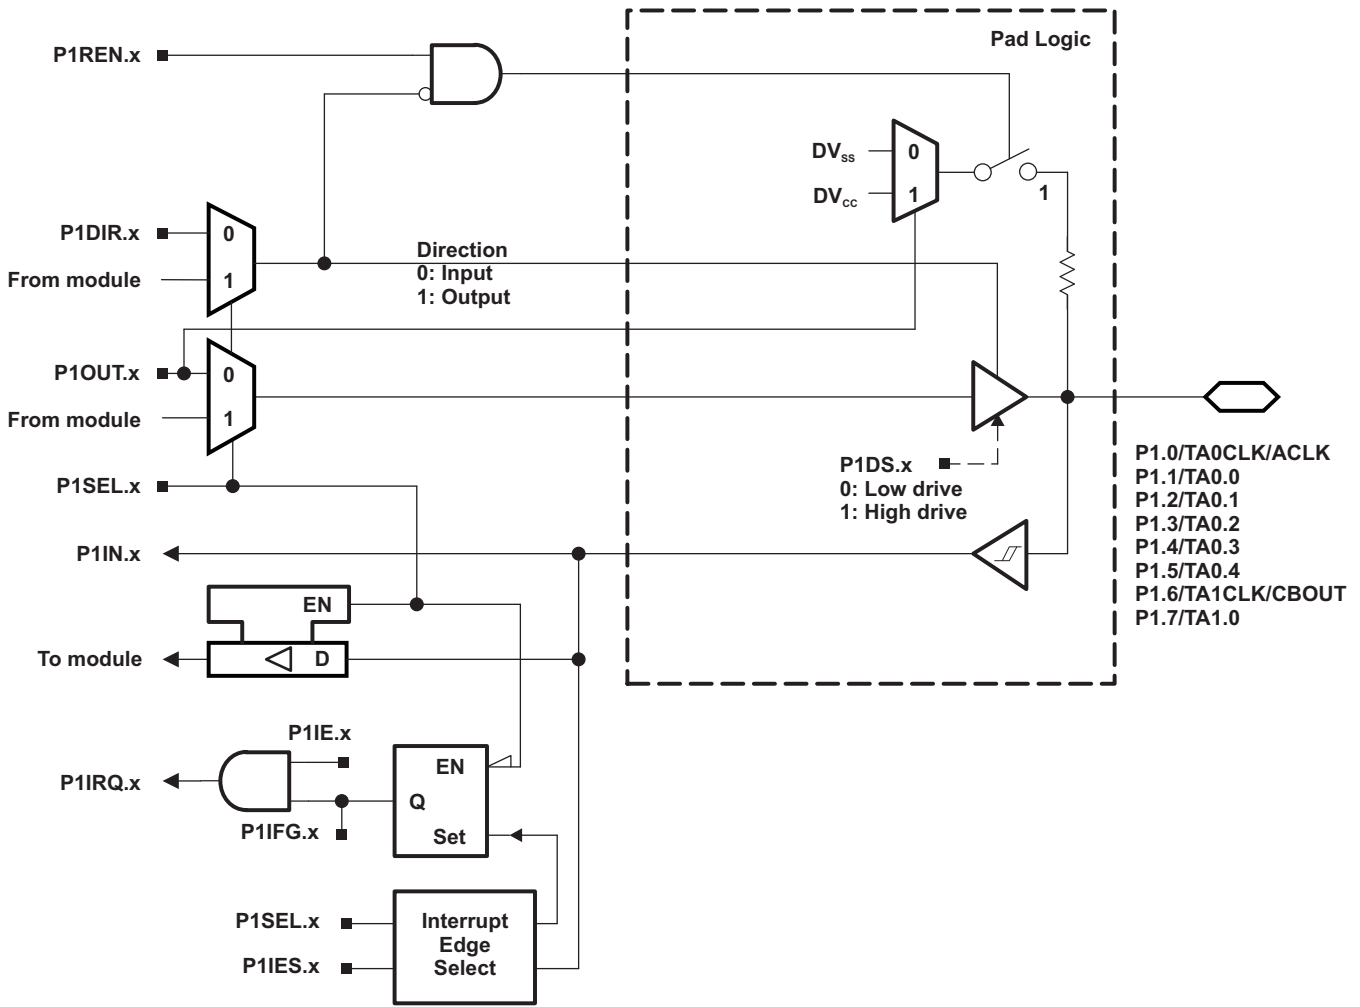 Pad Logic
P1REN.x
DVSS
0
DVCC
1
1
P1DIR.x
0
From module
1
Direction
0: Input
1: Output
P1OUT.x
0
From module
1
P1SEL.x
P1DS.x
0: Low drive
1: High drive
P1.0/TA0CLK/ACLK
P1.1/TA0.0
P1.2/TA0.1
P1.3/TA0.2
P1.4/TA0.3
P1.5/TA0.4
P1.6/TA1CLK/CBOUT
P1.7/TA1.0
P1IN.x
EN
To module
D
P1IE.x
P1IRQ.x
EN
Q
P1IFG.x
Set
P1SEL.x
P1IES.x
Interrupt
Edge
Select